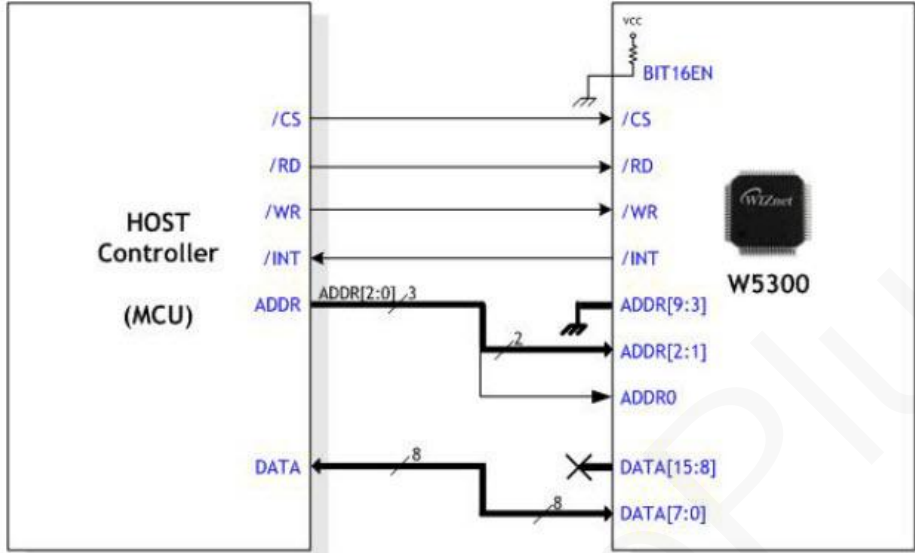 VCC
BIT16EN
/CS
/CS
/RD
/RD
/WR
/WR
HOST
Controller
(MCU)
/INT
/INT
WIZnet
W5300
ADDR
ADDR[2:0]
3
ADDR[9:3]
2
ADDR[2:1]
ADDR0
DATA
8
DATA[15:8]
8
DATA[7:0]